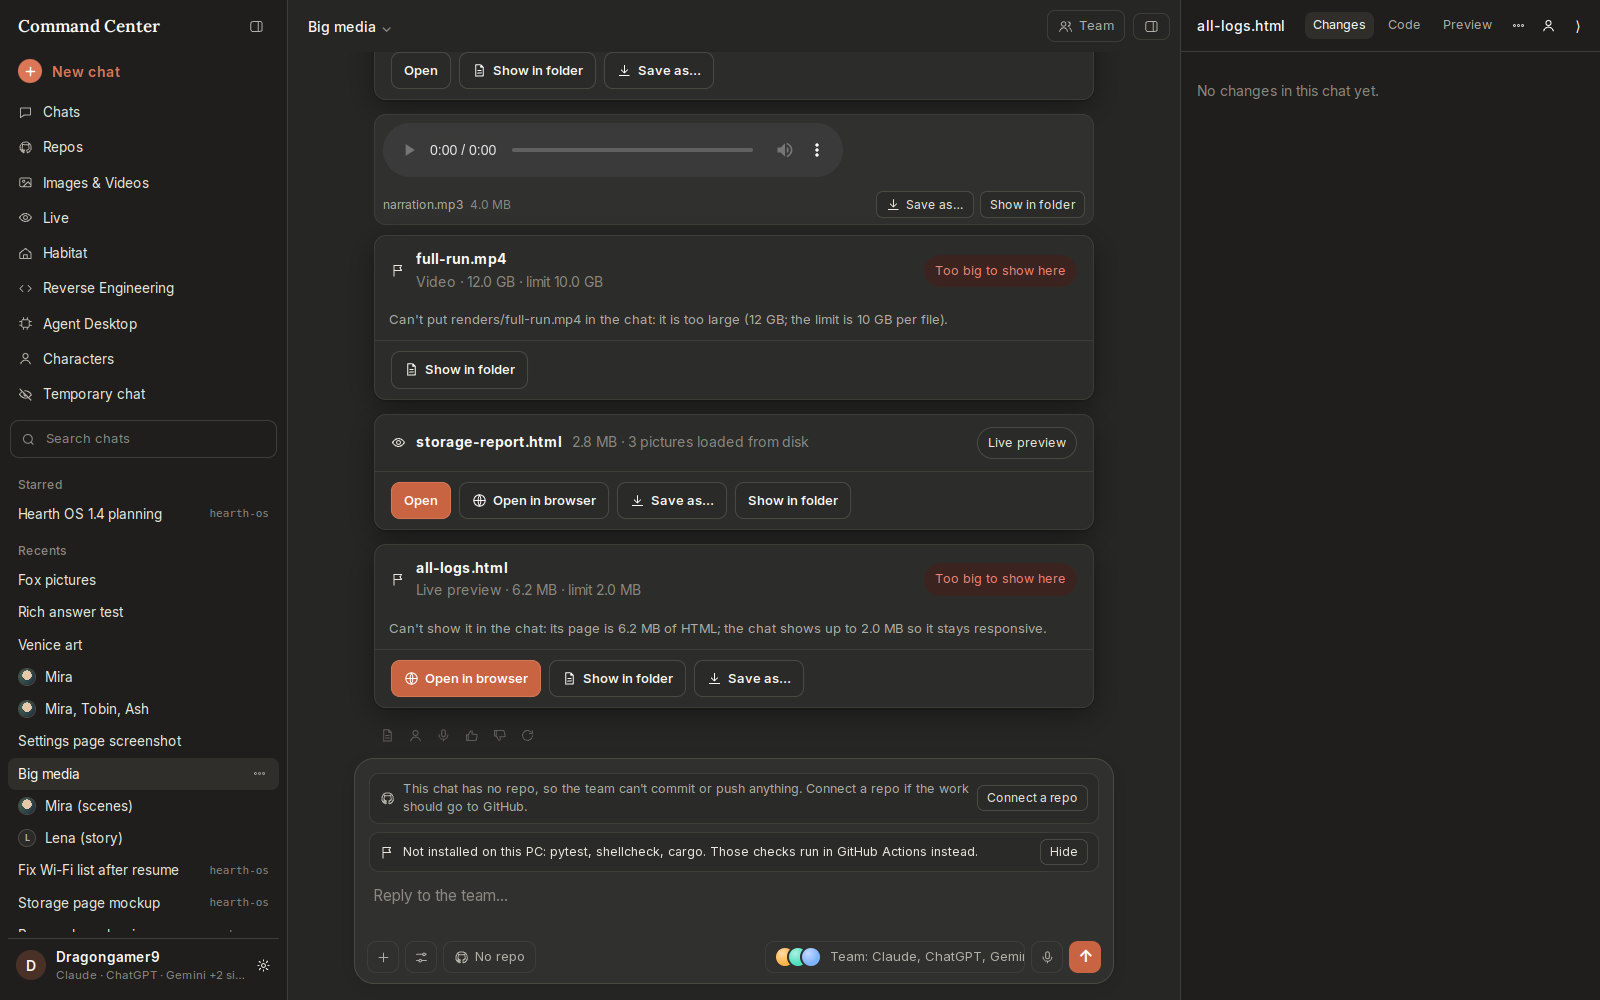 Command Center
New chat
Chats
Repos
Images & Videos
Live
Habitat
Reverse Engineering
Agent Desktop
Characters
Temporary chat
Search chats
Starred
Hearth OS 1.4 planning hearth-os
Recents
Fox pictures
Rich answer test
Venice art
Mira
Mira, Tobin, Ash
Settings page screenshot
Big media
Mira (scenes)
L Lena (story)
Fix Wi-Fi list after resume hearth-os
Storage page mockup hearth-os
D Dragongamer9
Claude · ChatGPT · Gemini +2 si...
Big media
Team
Open Show in folder Save as...
0:00 / 0:00
narration.mp3 4.0 MB Save as... Show in folder
full-run.mp4
Video · 12.0 GB · limit 10.0 GB
Too big to show here
Can't put renders/full-run.mp4 in the chat: it is too large (12 GB; the limit is 10 GB per file).
Show in folder
storage-report.html 2.8 MB · 3 pictures loaded from disk Live preview
Open Open in browser Save as... Show in folder
all-logs.html
Live preview · 6.2 MB · limit 2.0 MB
Too big to show here
Can't show it in the chat: its page is 6.2 MB of HTML; the chat shows up to 2.0 MB so it stays responsive.
Open in browser Show in folder Save as...
This chat has no repo, so the team can't commit or push anything. Connect a repo if the work
should go to GitHub.
Connect a repo
Not installed on this PC: pytest, shellcheck, cargo. Those checks run in GitHub Actions instead. Hide
Reply to the team...
No repo Team: Claude, ChatGPT, Gemi
all-logs.html Changes Code Preview
No changes in this chat yet.